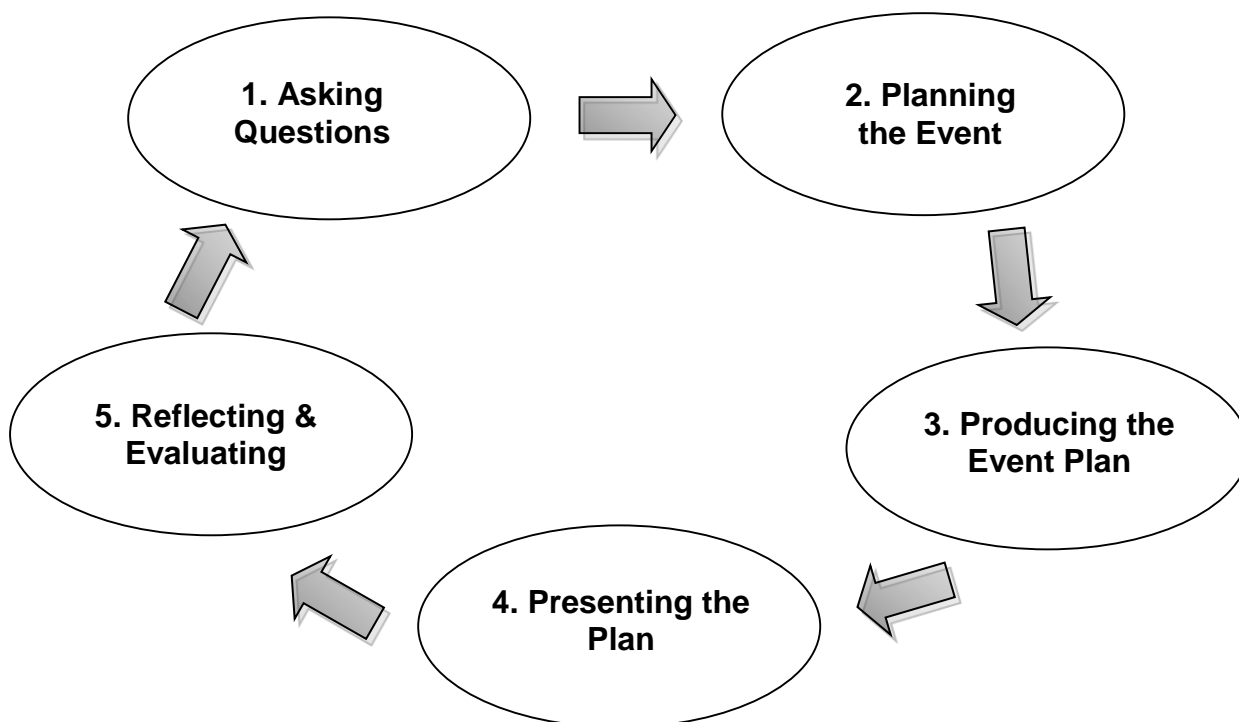 1. Asking
Questions
2. Planning
the Event
3. Producing the
Event Plan
4. Presenting the
Plan
5. Reflecting &
Evaluating